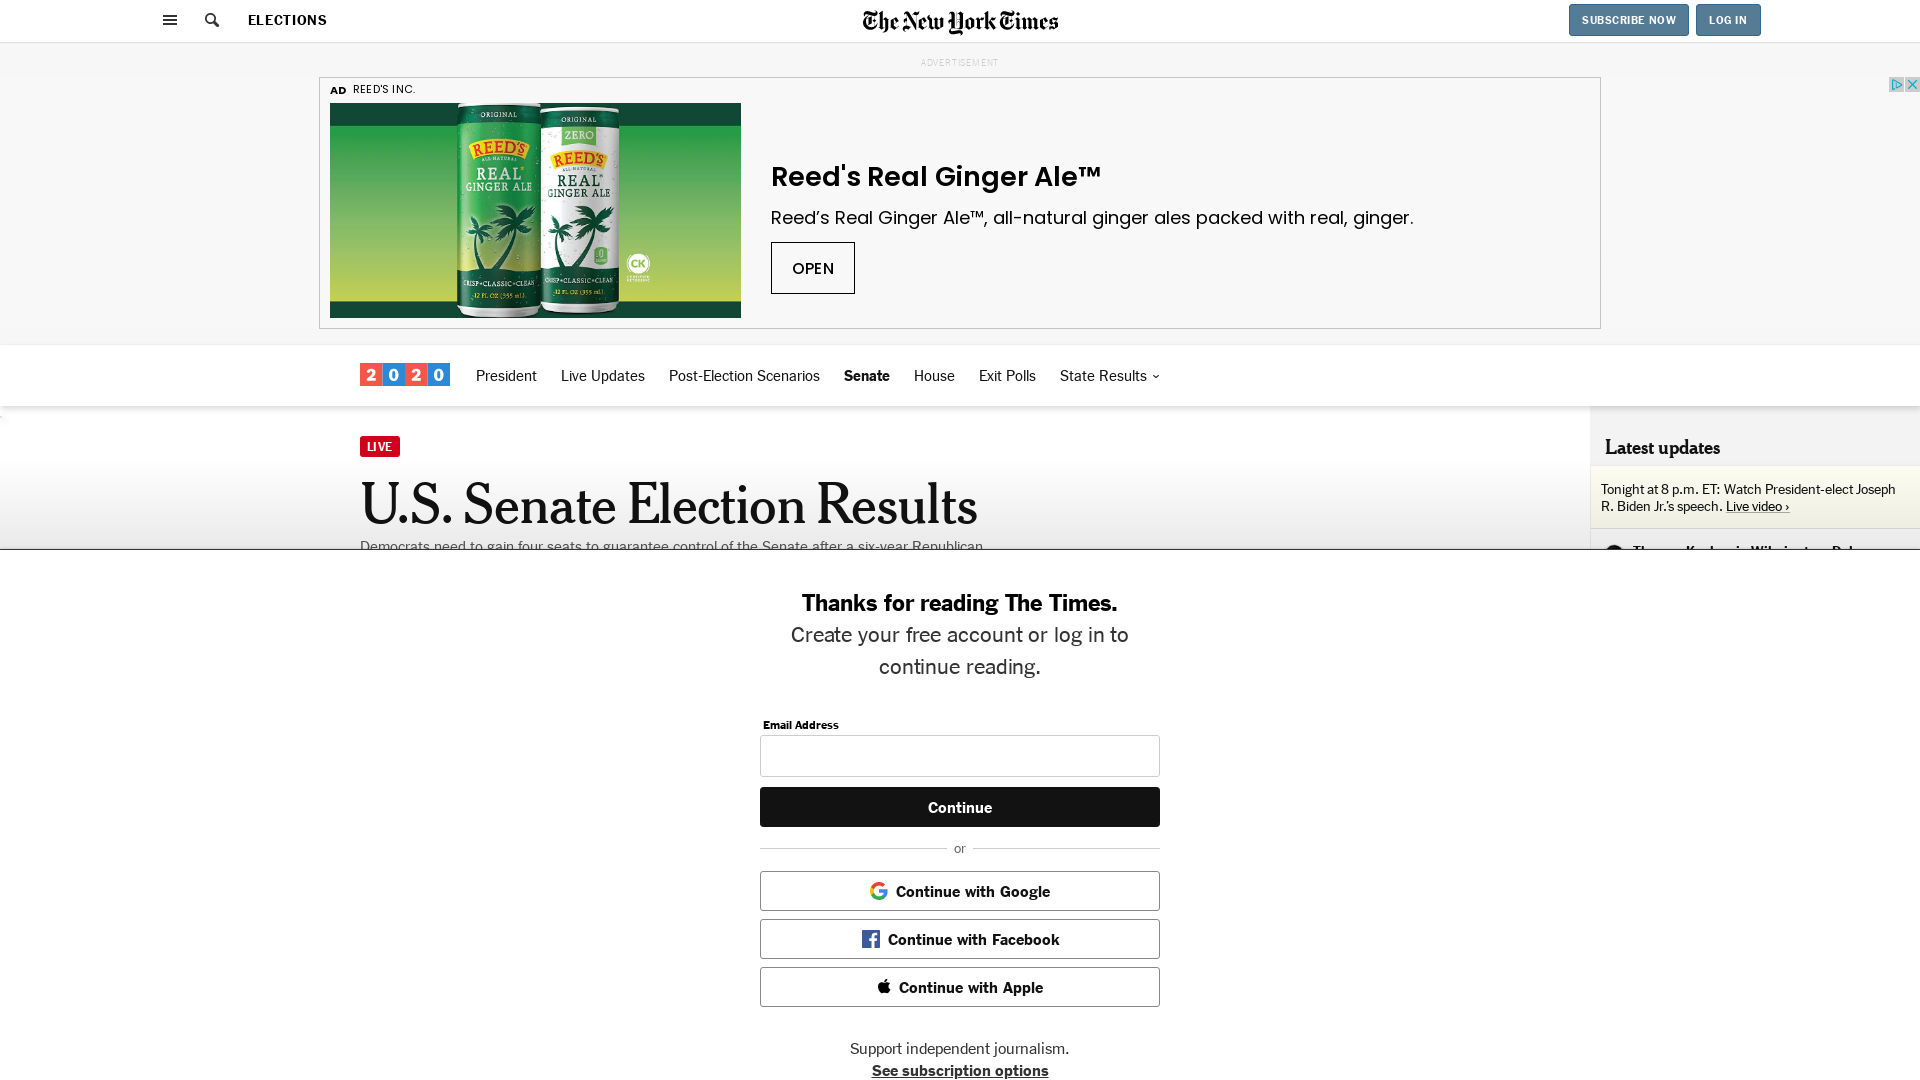 ELECTIONS
The New York Times
SUBSCRIBE NOW
LOG IN
ADVERTISEMENT
AD REED'S INC.
ORIGINAL
REED'S
ALL-NATURAL
REAL
GINGER ALE
CRISP•CLASSIC•CLEAN
12 FL OZ (355 mL)
ORIGINAL
ZERO
REED'S
REAL
GINGER ALE
CRISP•CLASSIC•CLEAN
12 FL OZ (355 mL)
CK
Reed's Real Ginger Ale™
Reed’s Real Ginger Ale™, all-natural ginger ales packed with real, ginger.
OPEN
2020
President
Live Updates
Post-Election Scenarios
Senate
House
Exit Polls
State Results
LIVE
U.S. Senate Election Results
Democrats need to gain four seats to guarantee control of the Senate after a six-year Republican
Latest updates
Tonight at 8 p.m. ET: Watch President-elect Joseph
R. Biden Jr.’s speech. Live video ›
Thanks for reading The Times.
Create your free account or log in to
continue reading.
Email Address
Continue
or
Continue with Google
Continue with Facebook
Continue with Apple
Support independent journalism.
See subscription options